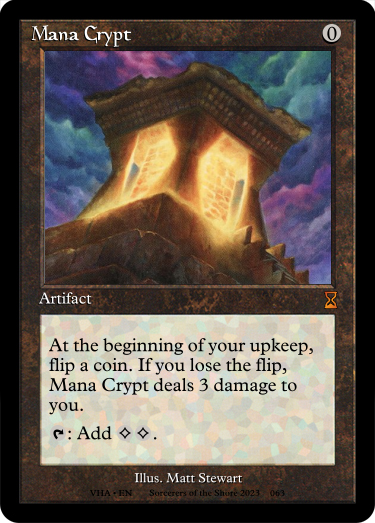 Mana Crypt 0
Artifact
At the beginning of your upkeep,
flip a coin. If you lose the flip,
Mana Crypt deals 3 damage to
you.
: Add .
Illus. Matt Stewart
VHA • EN Sorcerers of the Shore 2023 063